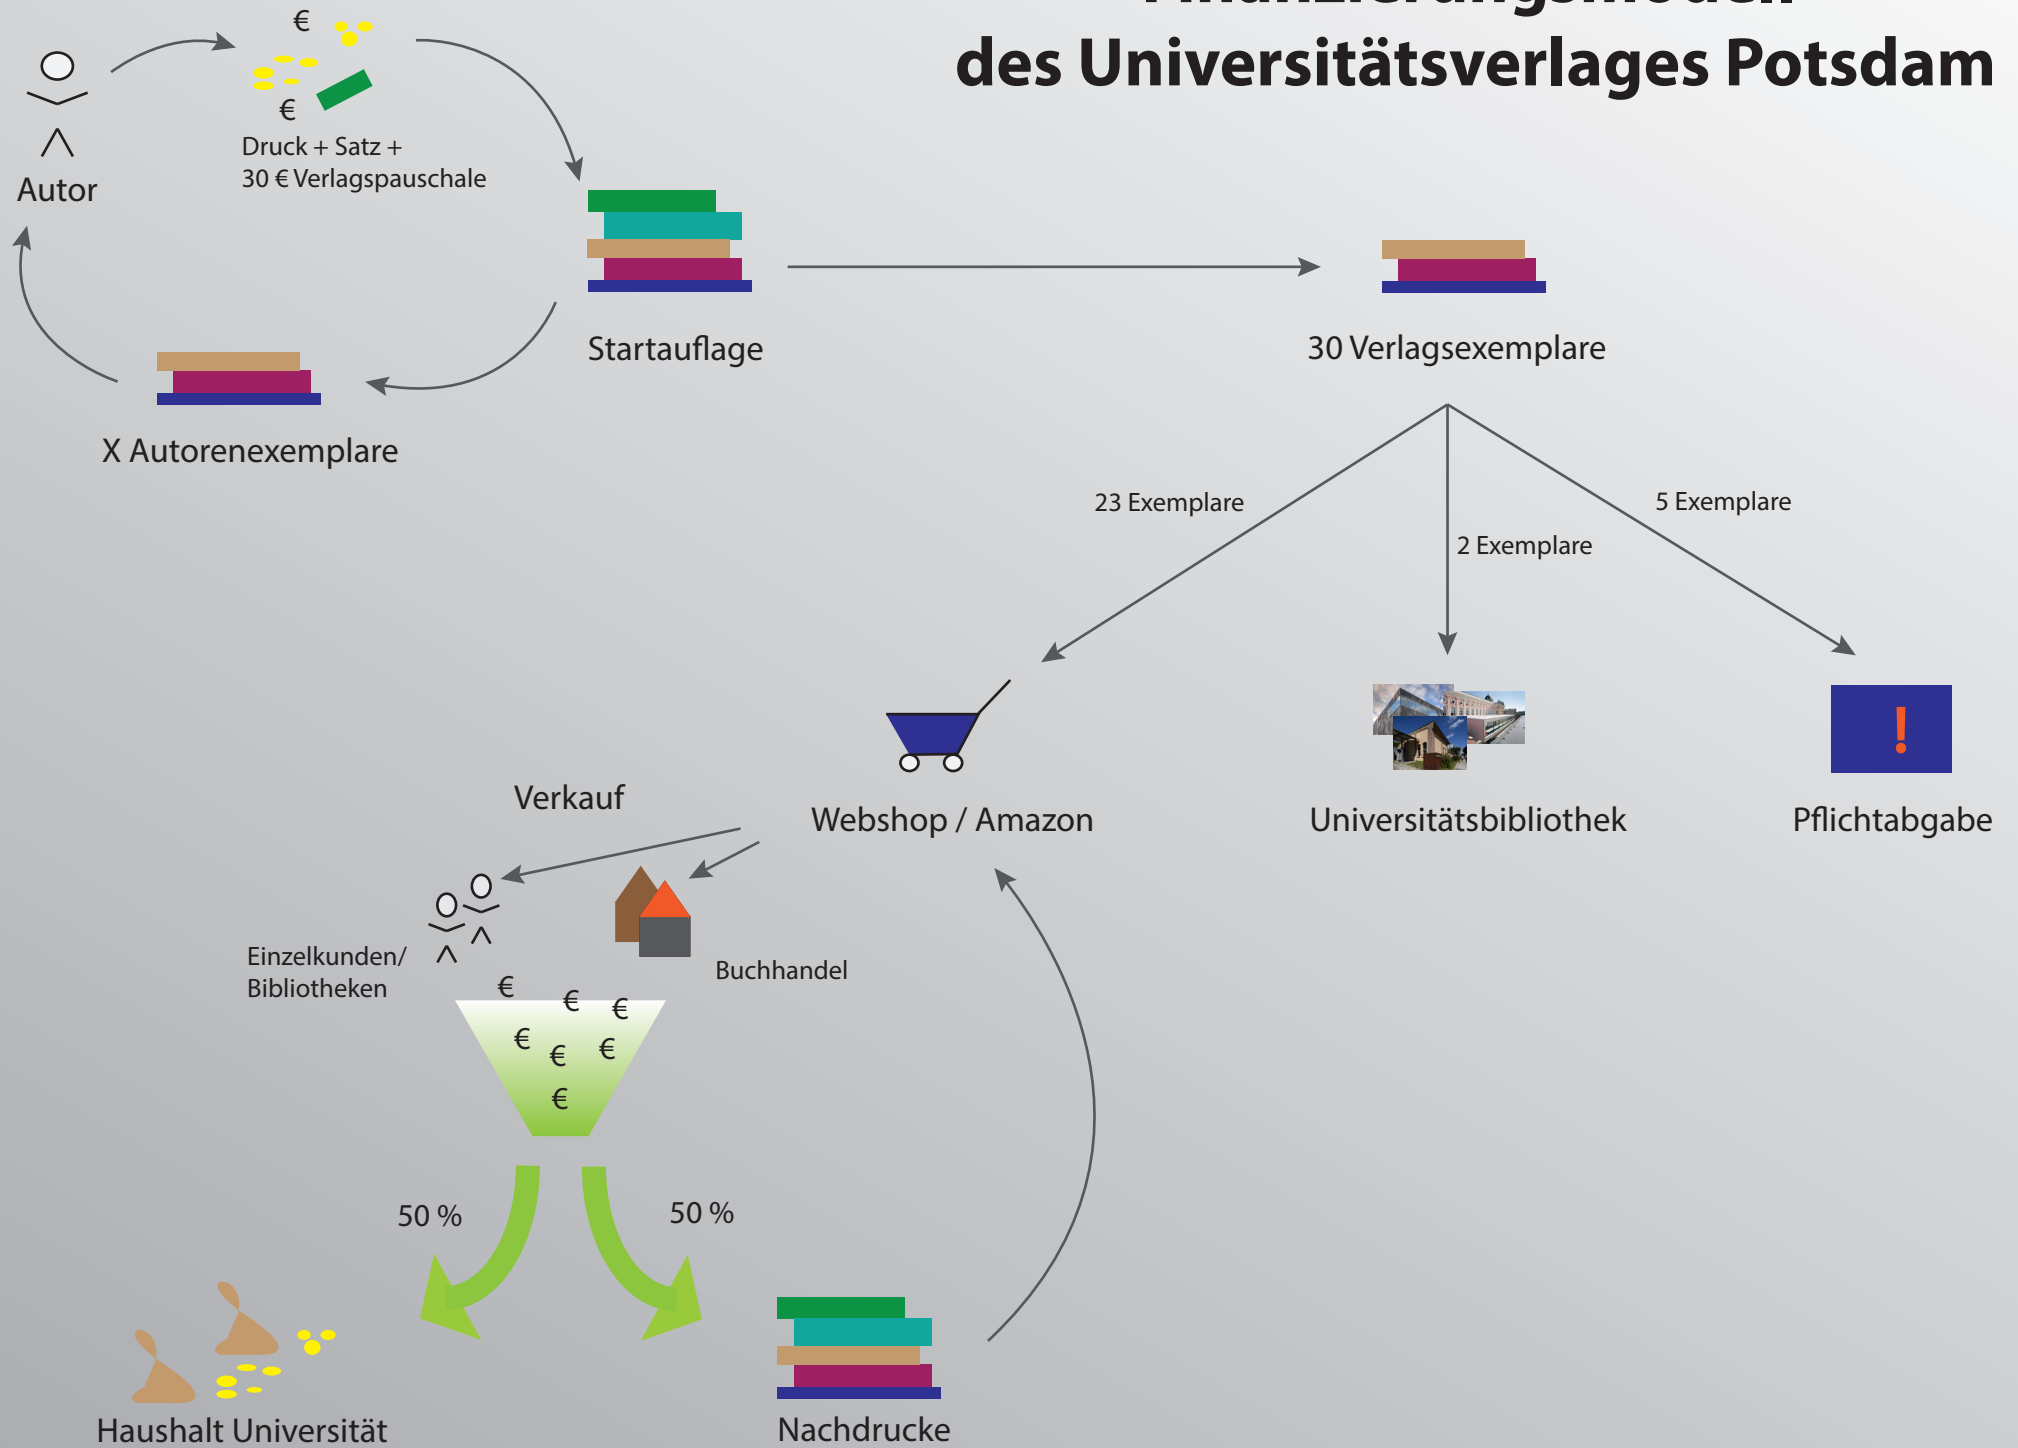 Finanzierungsmodell
des Universitätsverlages Potsdam
€
€
Druck + Satz +
30 € Verlagspauschale
Autor
Startauflage
30 Verlagsexemplare
X Autorenexemplare
23 Exemplare
2 Exemplare
5 Exemplare
Verkauf
Webshop / Amazon
Universitätsbibliothek
!
Pflichtabgabe
Einzelkunden/
Bibliotheken
Buchhandel
€
€
€
€
€
€
€
50 %
50 %
Haushalt Universität
Nachdrucke